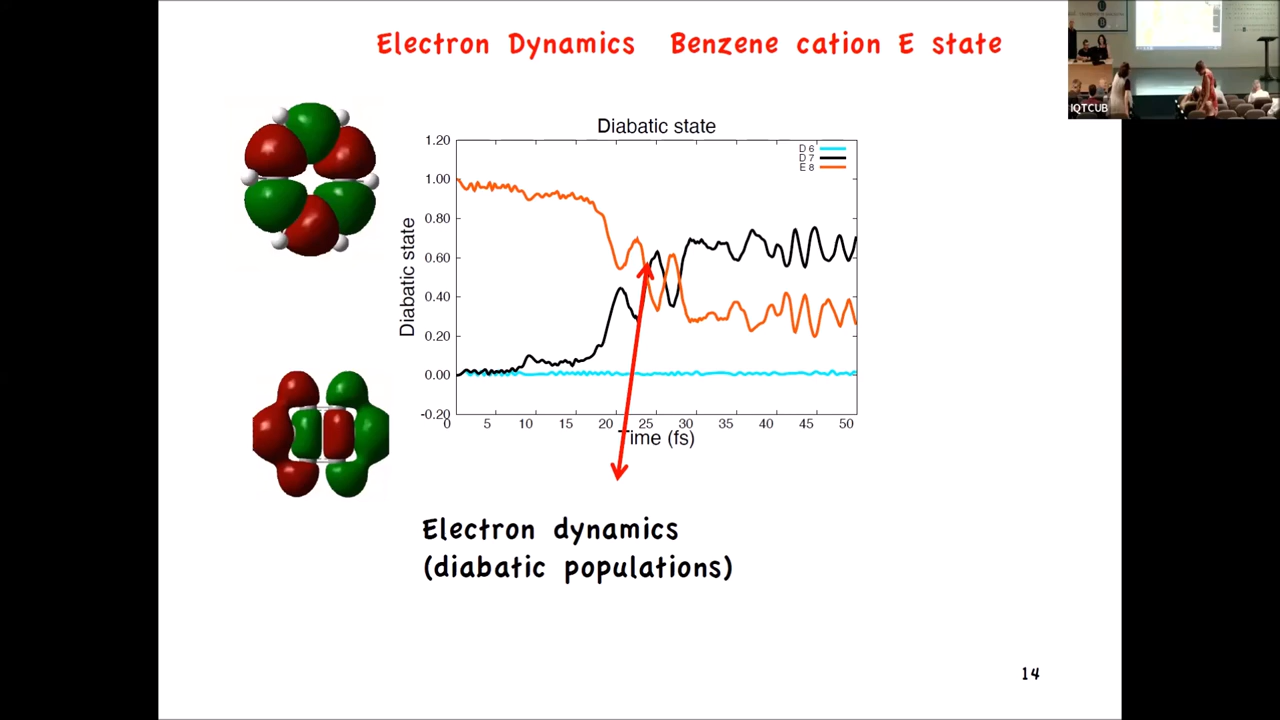 Electron Dynamics Benzene cation E state
IQTCUB
Diabatic state
1.20
1.00
0.80
0.60
0.40
0.20
0.00
-0.20
Diabatic state
D 6
D 7
E 8
0 5 10 15 20 25 30 35 40 45 50
Time (fs)
Electron dynamics
(diabatic populations)
14